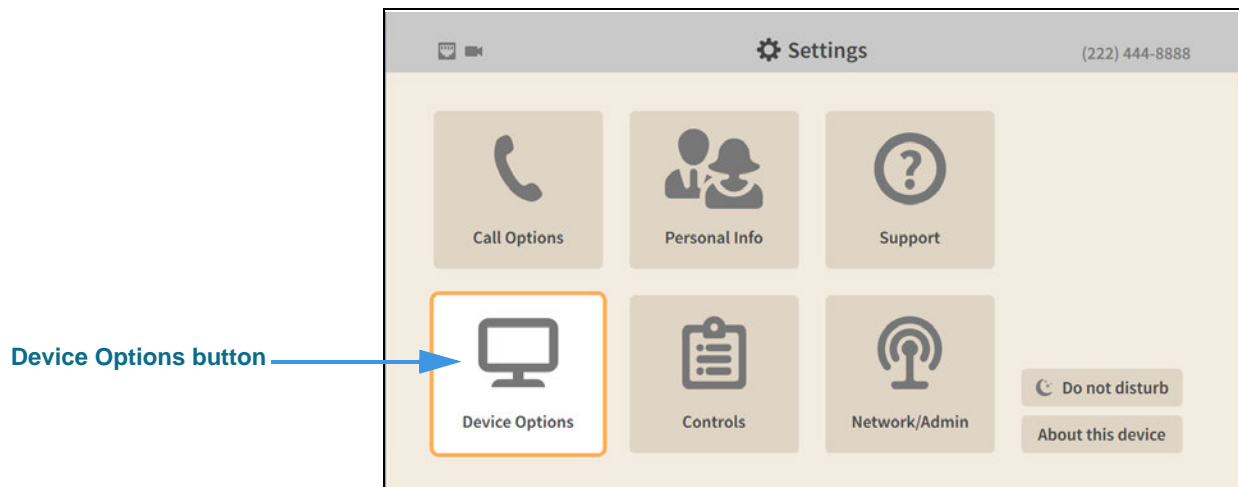 Settings
(222) 444-8888
Call Options
Personal Info
Support
Device Options button
Device Options
Controls
Network/Admin
Do not disturb
About this device